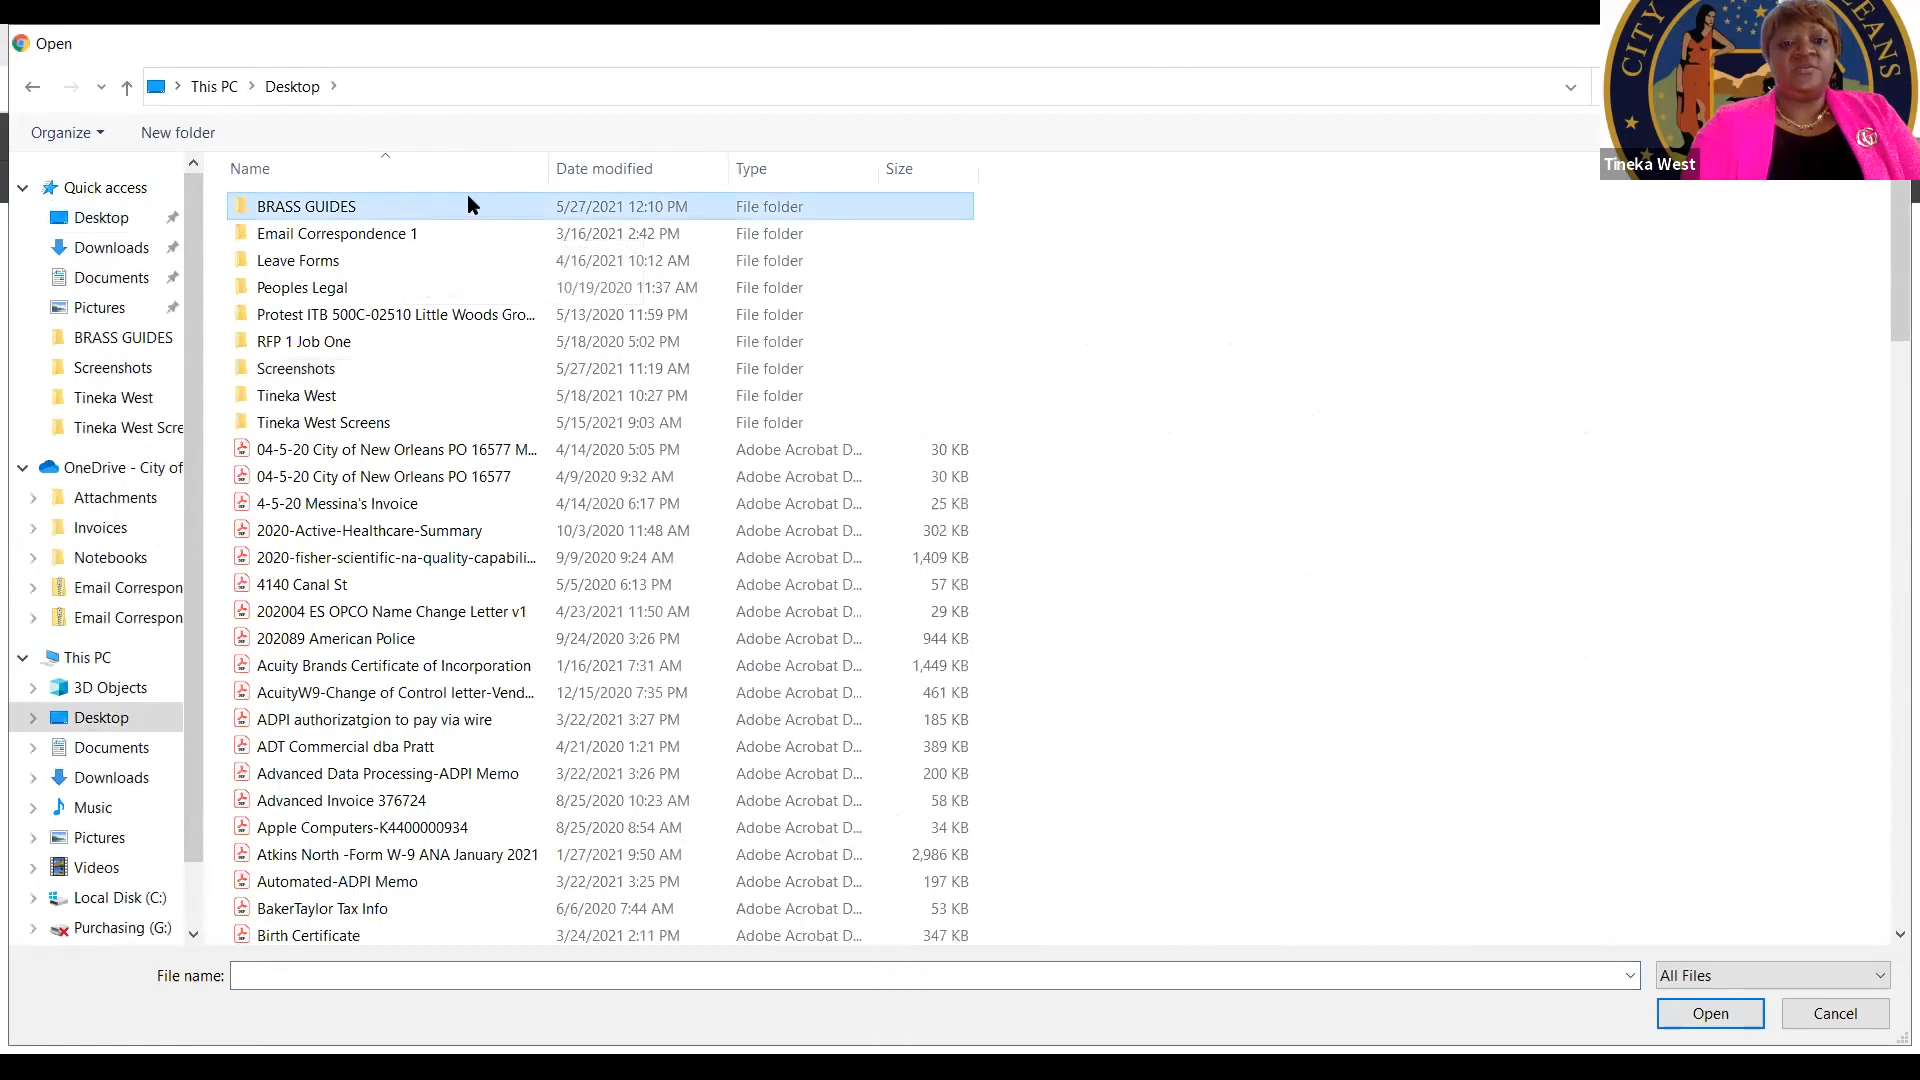 Open
This PC
Desktop
Organize
New folder
Name
Date modified
Type
Size
Quick access
Desktop
Downloads
Documents
Pictures
BRASS GUIDES
Screenshots
Tineka West
Tineka West Scre
OneDrive - City of
Attachments
Invoices
Notebooks
Email Correspon
Email Correspon
This PC
3D Objects
Desktop
Documents
Downloads
Music
Pictures
Videos
Local Disk (C:)
Purchasing (G:)
BRASS GUIDES 5/27/2021 12:10 PM File folder
Email Correspondence 1 3/16/2021 2:42 PM File folder
Leave Forms 4/16/2021 10:12 AM File folder
Peoples Legal 10/19/2020 11:37 AM File folder
Protest ITB 500C-02510 Little Woods Gro... 5/13/2020 11:59 PM File folder
RFP 1 Job One 5/18/2020 5:02 PM File folder
Screenshots 5/27/2021 11:19 AM File folder
Tineka West 5/18/2021 10:27 PM File folder
Tineka West Screens 5/15/2021 9:03 AM File folder
04-5-20 City of New Orleans PO 16577 M... 4/14/2020 5:05 PM Adobe Acrobat D... 30 KB
04-5-20 City of New Orleans PO 16577 4/9/2020 9:32 AM Adobe Acrobat D... 30 KB
4-5-20 Messina's Invoice 4/14/2020 6:17 PM Adobe Acrobat D... 25 KB
2020-Active-Healthcare-Summary 10/3/2020 11:48 AM Adobe Acrobat D... 302 KB
2020-fisher-scientific-na-quality-capabili... 9/9/2020 9:24 AM Adobe Acrobat D... 1,409 KB
4140 Canal St 5/5/2020 6:13 PM Adobe Acrobat D... 57 KB
202004 ES OPCO Name Change Letter v1 4/23/2021 11:50 AM Adobe Acrobat D... 29 KB
202089 American Police 9/24/2020 3:26 PM Adobe Acrobat D... 944 KB
Acuity Brands Certificate of Incorporation 1/16/2021 7:31 AM Adobe Acrobat D... 1,449 KB
AcuityW9-Change of Control letter-Vend... 12/15/2020 7:35 PM Adobe Acrobat D... 461 KB
ADPI authorizatgion to pay via wire 3/22/2021 3:27 PM Adobe Acrobat D... 185 KB
ADT Commercial dba Pratt 4/21/2020 1:21 PM Adobe Acrobat D... 389 KB
Advanced Data Processing-ADPI Memo 3/22/2021 3:26 PM Adobe Acrobat D... 200 KB
Advanced Invoice 376724 8/25/2020 10:23 AM Adobe Acrobat D... 58 KB
Apple Computers-K4400000934 8/25/2020 8:54 AM Adobe Acrobat D... 34 KB
Atkins North -Form W-9 ANA January 2021 1/27/2021 9:50 AM Adobe Acrobat D... 2,986 KB
Automated-ADPI Memo 3/22/2021 3:25 PM Adobe Acrobat D... 197 KB
BakerTaylor Tax Info 6/6/2020 7:44 AM Adobe Acrobat D... 53 KB
Birth Certificate 3/24/2021 2:11 PM Adobe Acrobat D... 347 KB
File name:
All Files
Open
Cancel
CITY LEANS
Tineka West